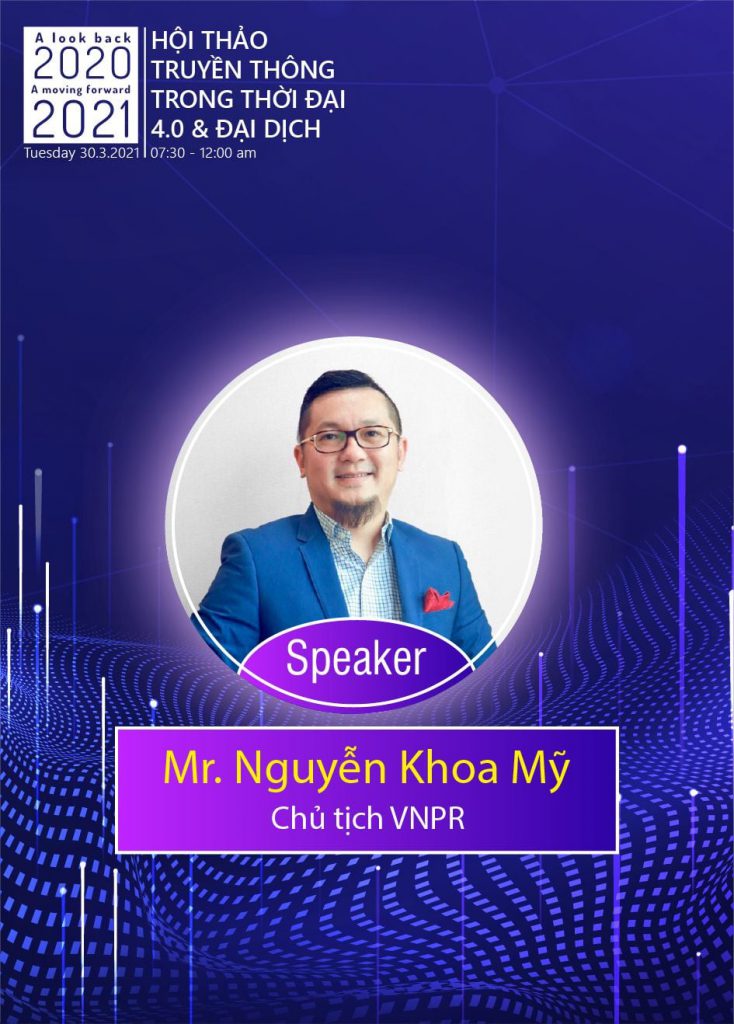 A look back
2020
A moving forward
2021
Tuesday 30.3.2021
HỘI THẢO
TRUYỀN THÔNG
TRONG THỜI ĐẠI
4.0 & ĐẠI DỊCH
07:30 - 12:00 am
Speaker
Mr. Nguyễn Khoa Mỹ
Chủ tịch VNPR